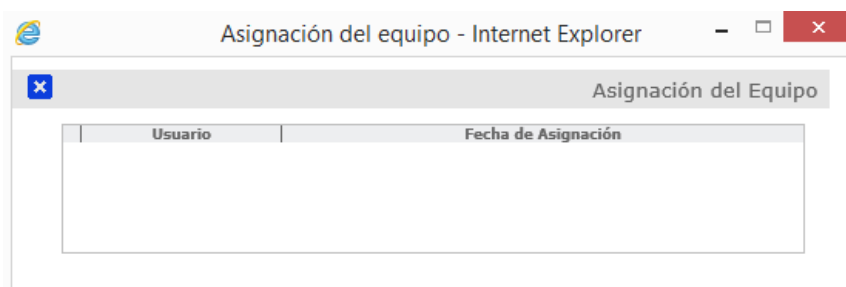 Asignación del equipo - Internet Explorer
Asignación del Equipo
Usuario Fecha de Asignación